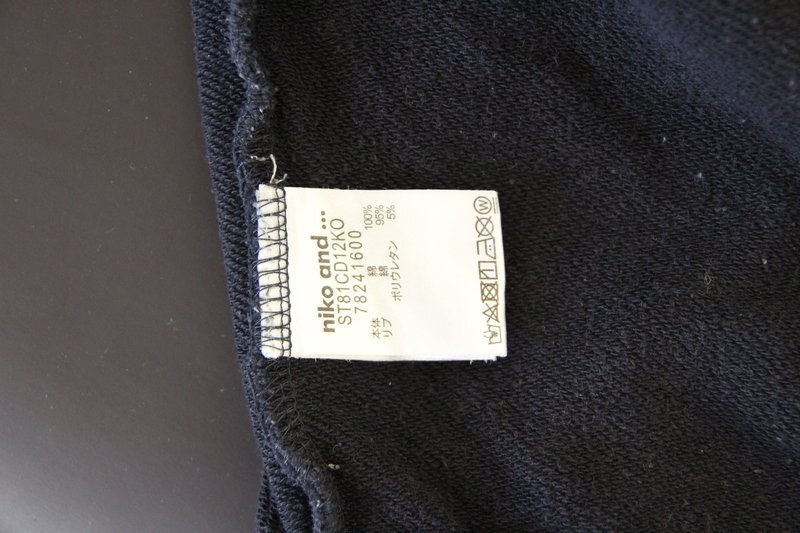 niko and ...
ST81CD12KO
78241600
本体 綿 100%
リブ 綿 95%
ポリウレタン 5%